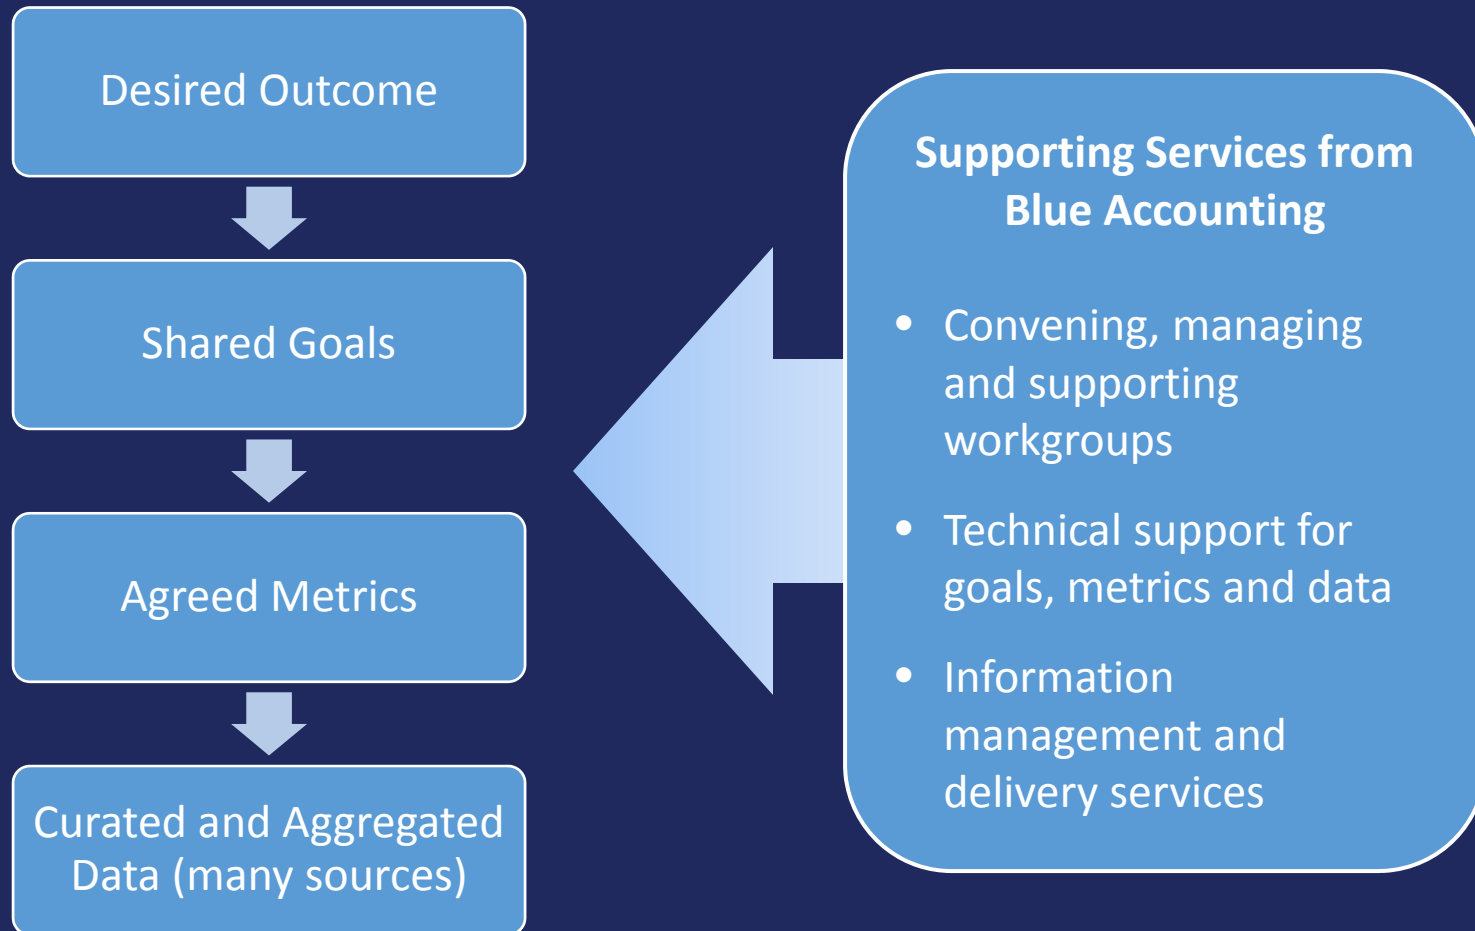 Desired Outcome
Shared Goals
Agreed Metrics
Curated and Aggregated
Data (many sources)
Supporting Services from
Blue Accounting
• Convening, managing
and supporting
workgroups
• Technical support for
goals, metrics and data
• Information
management and
delivery services